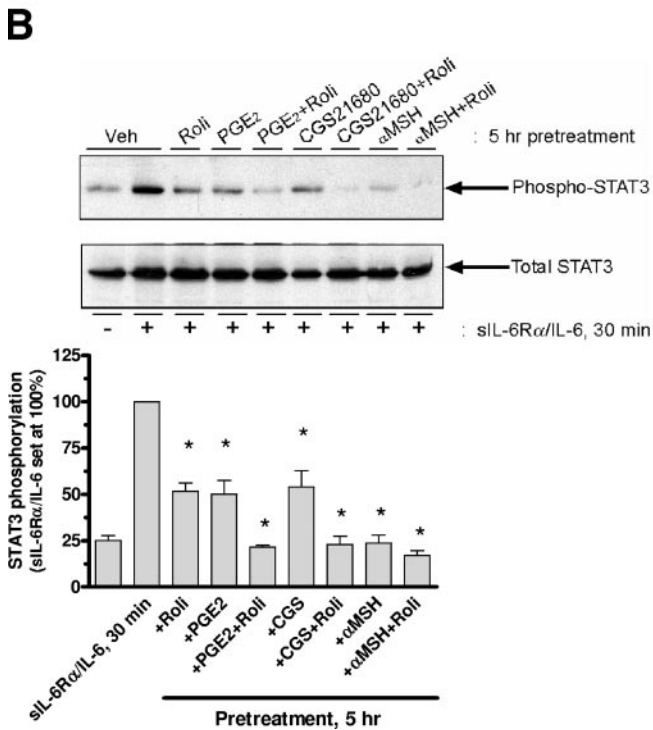 B
Veh Roli PGE₂ PGE₂+Roli CGS21680 CGS21680+Roli αMSH αMSH+Roli : 5 hr pretreatment
Phospho-STAT3
Total STAT3
- + + + + + + + + : sIL-6Rα/IL-6, 30 min
STAT3 phosphorylation
(sIL-6Rα/IL-6 set at 100%)
125
100
75
50
25
0
* * * * * * *
sIL-6Rα/IL-6, 30 min
+Roli
+PGE2
+PGE2+Roli
+CGS
+CGS+Roli
+αMSH
+αMSH+Roli
Pretreatment, 5 hr